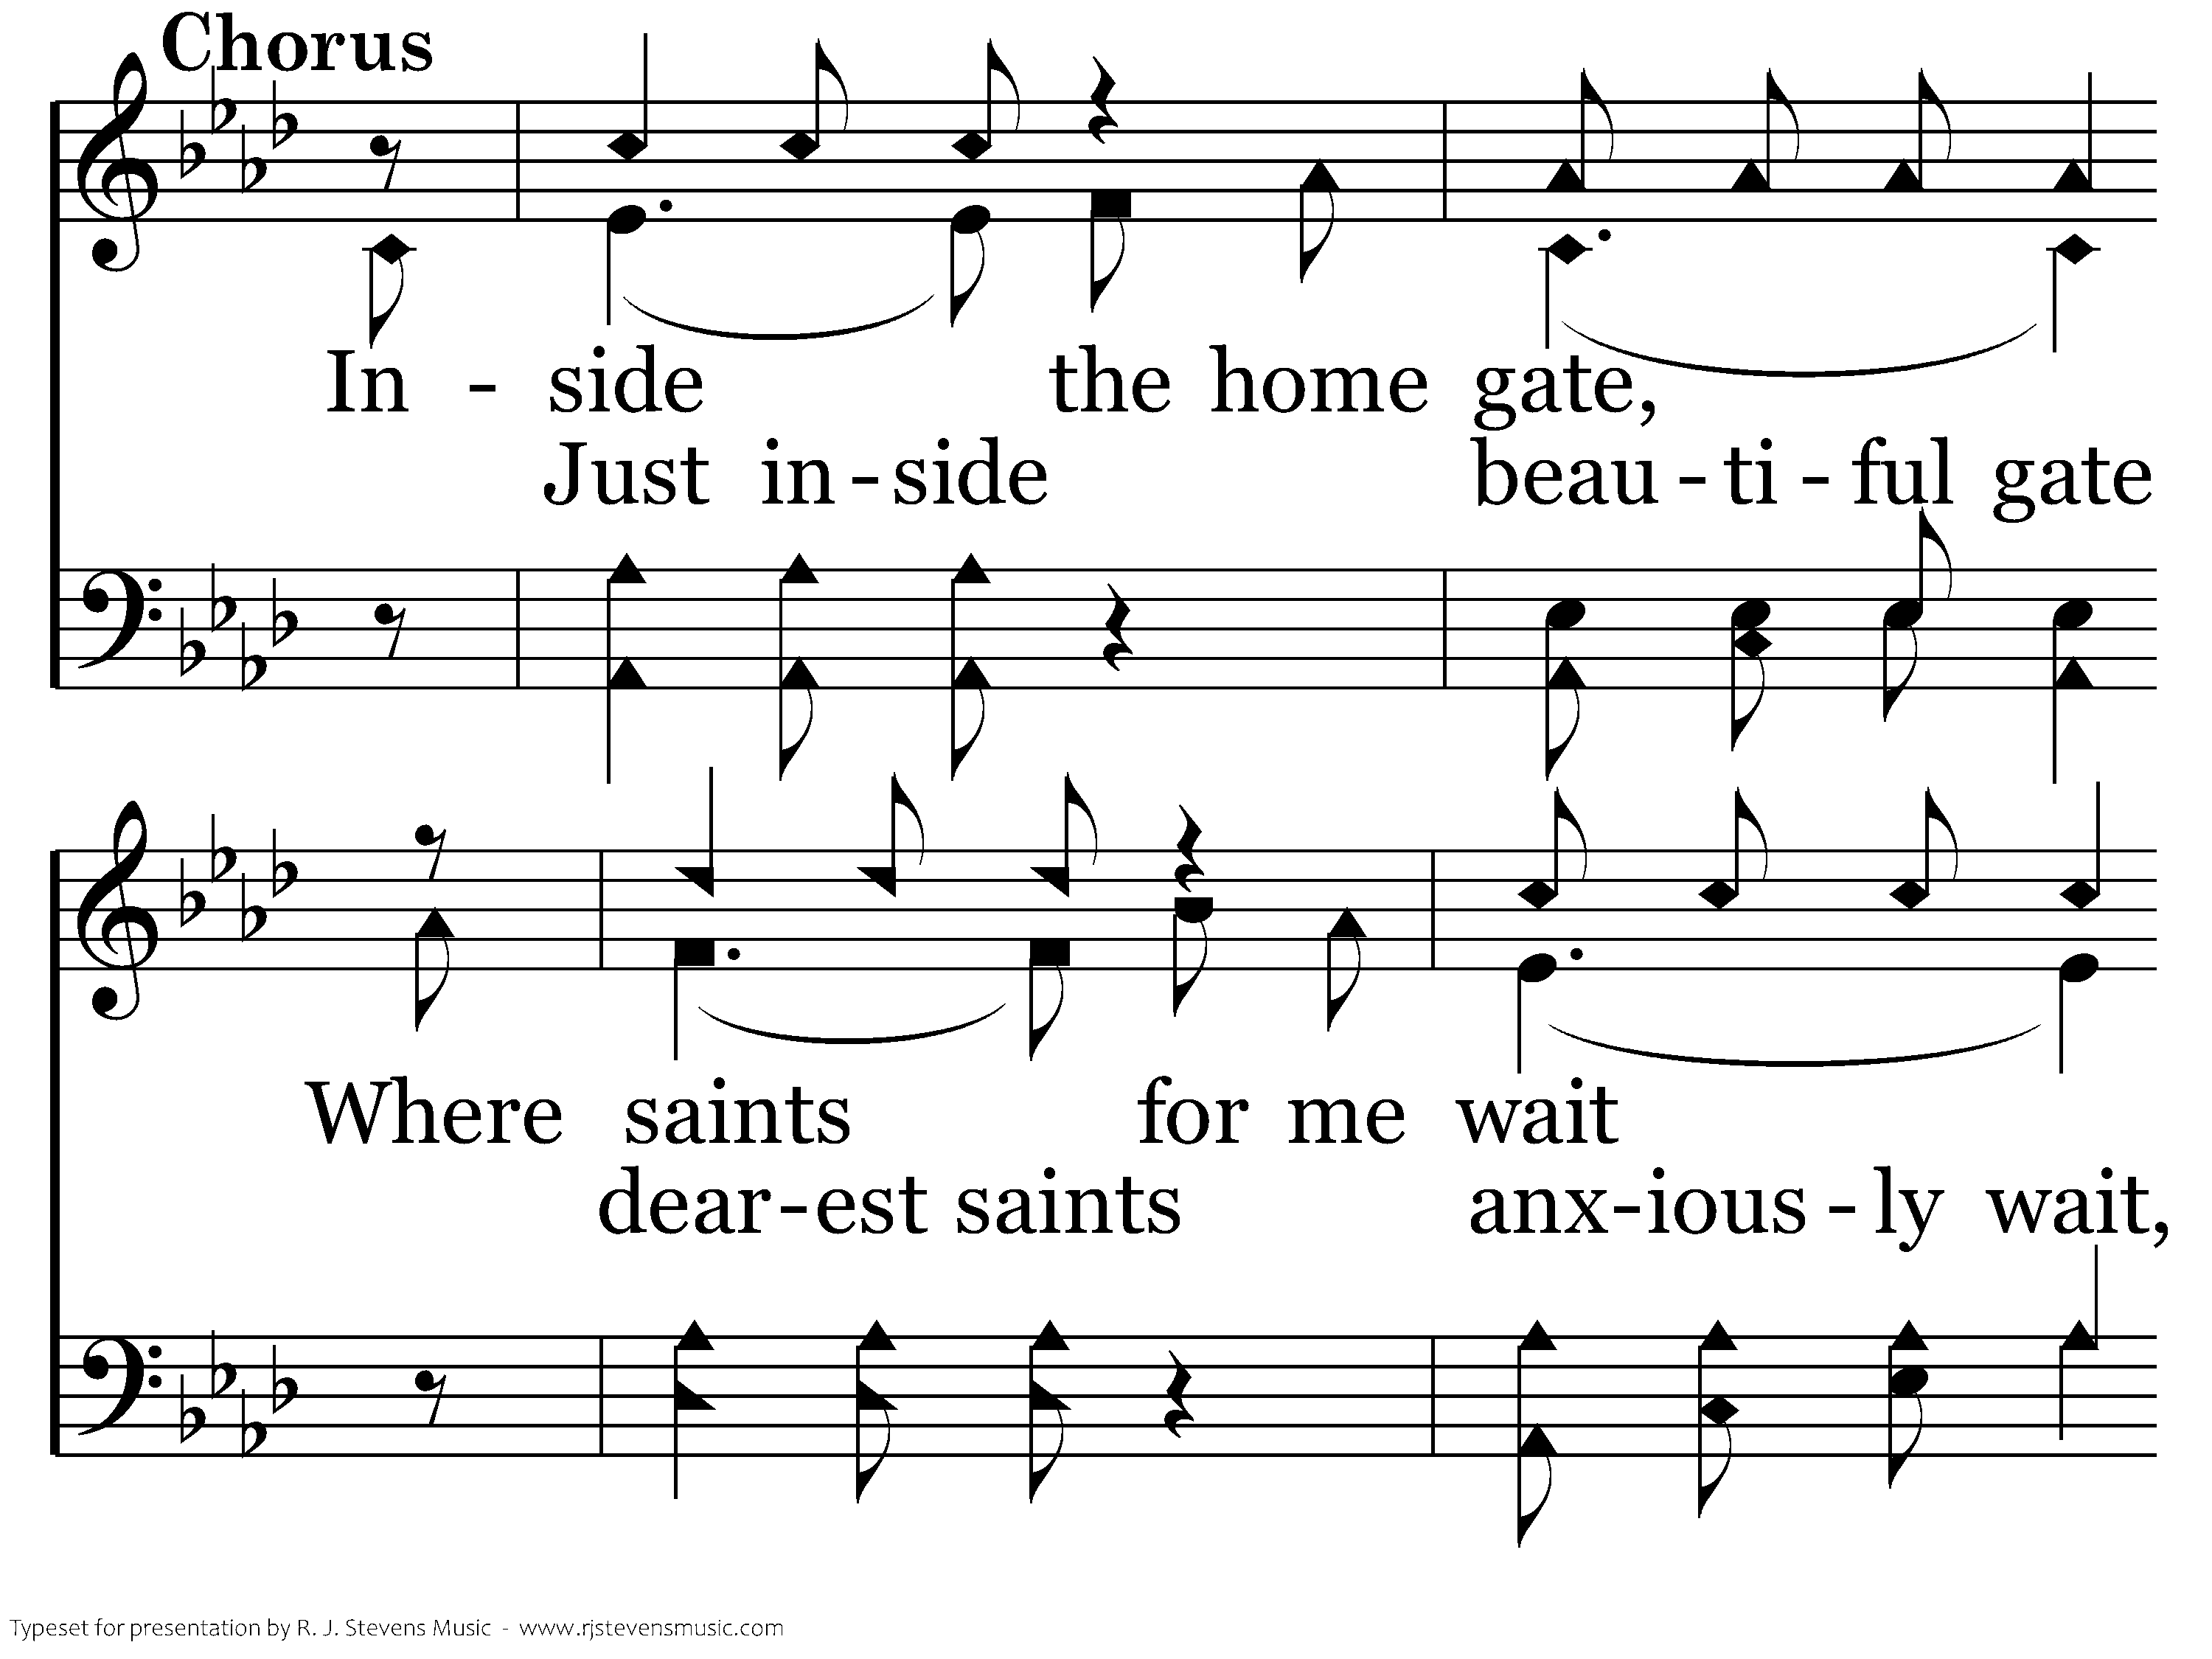 Chorus
In - side the home gate,
Just in - side beau - ti - ful gate
Where saints for me wait
dear - est saints anx - ious - ly wait,
Typeset for presentation by R. J. Stevens Music - www.rjstevensmusic.com